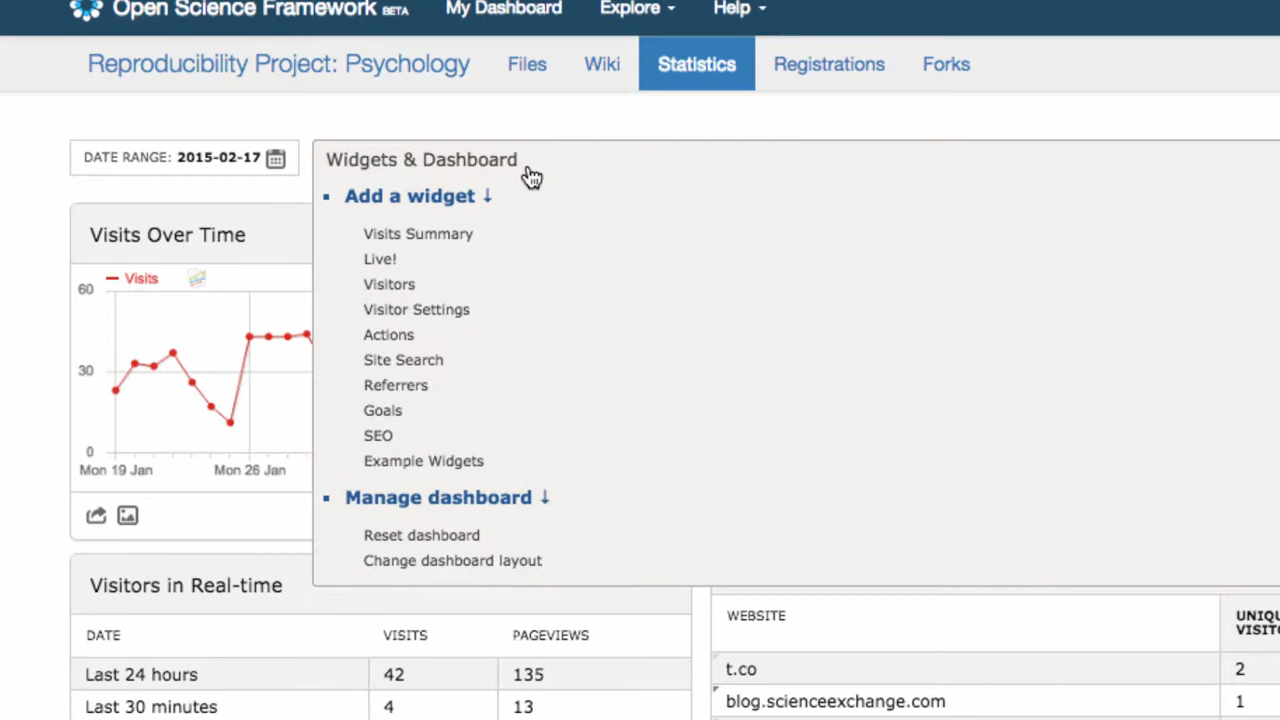 Open Science Framework BETA My Dashboard Explore Help
Reproducibility Project: Psychology Files Wiki Statistics Registrations Forks
DATE RANGE: 2015-02-17
Widgets & Dashboard
Add a widget ↓
Visits Summary
Live!
Visitors
Visitor Settings
Actions
Site Search
Referrers
Goals
SEO
Example Widgets
Manage dashboard ↓
Reset dashboard
Change dashboard layout
Visits Over Time
Visits
60
30
0
Mon 19 Jan Mon 26 Jan
Visitors in Real-time
DATE VISITS PAGEVIEWS
Last 24 hours 42 135
Last 30 minutes 4 13
WEBSITE
t.co 2
blog.scienceexchange.com 1